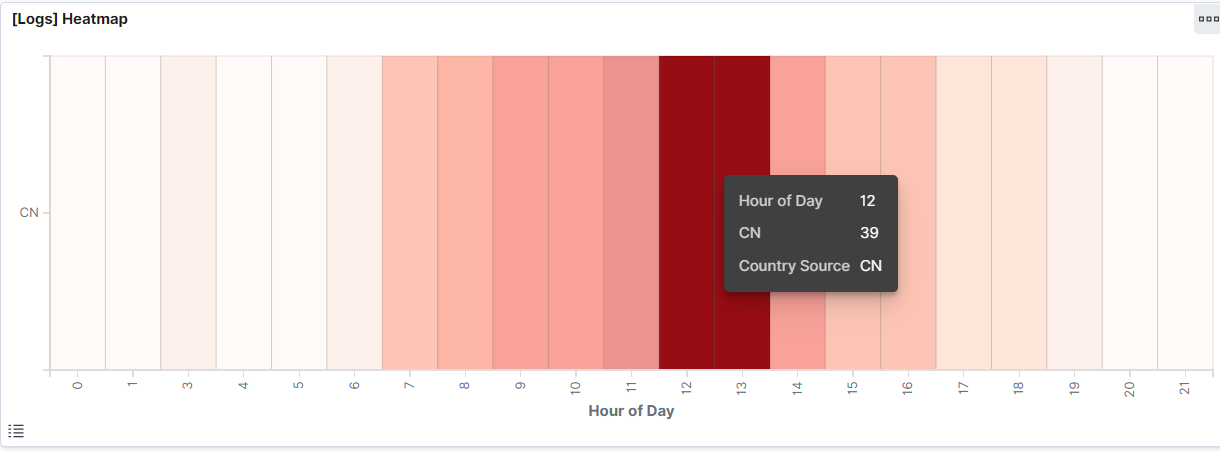 [Logs] Heatmap
Hour of Day 12
CN 39
Country Source CN
CN
0 1 3 4 5 6 7 8 9 10 11 12 13 14 15 16 17 18 19 20 21
Hour of Day